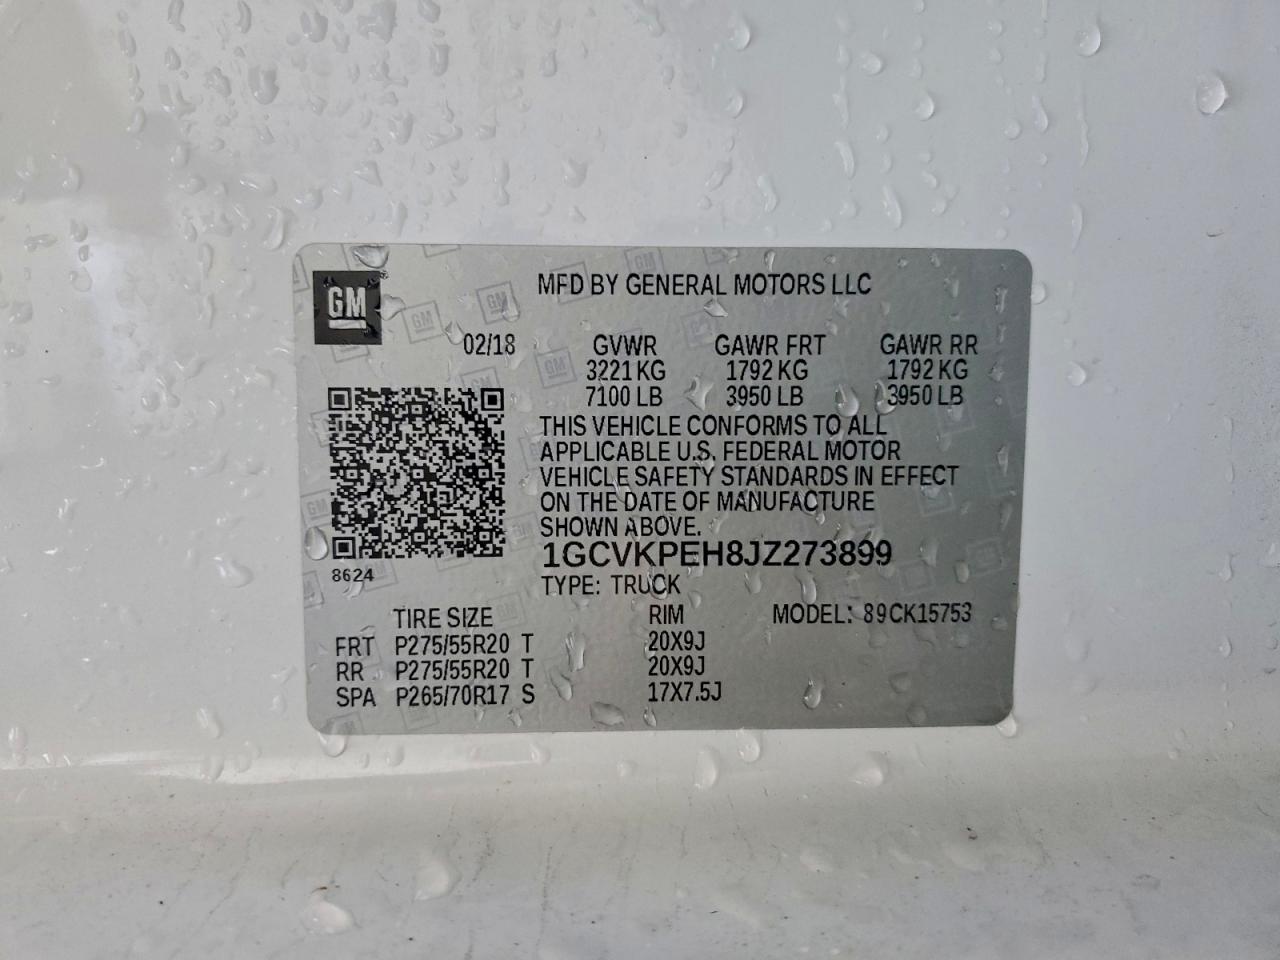 GM
MFD BY GENERAL MOTORS LLC
02/18 GVWR GAWR FRT GAWR RR
3221 KG 1792 KG 1792 KG
7100 LB 3950 LB 3950 LB
THIS VEHICLE CONFORMS TO ALL
APPLICABLE U.S. FEDERAL MOTOR
VEHICLE SAFETY STANDARDS IN EFFECT
ON THE DATE OF MANUFACTURE
SHOWN ABOVE.
1GCVKPEH8JZ273899
8624
TYPE: TRUCK
TIRE SIZE RIM MODEL: 89CK15753
FRT P275/55R20 T 20X9J
RR P275/55R20 T 20X9J
SPA P265/70R17 S 17X7.5J